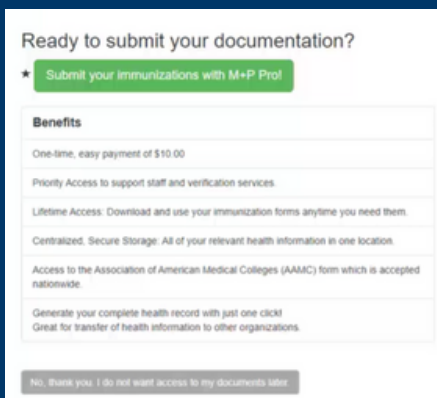 Ready to submit your documentation?
★ Submit your immunizations with M+P Pro!
Benefits
One-time, easy payment of $10.00
Priority Access to support staff and verification services.
Lifetime Access: Download and use your immunization forms anytime you need them.
Centralized, Secure Storage: All of your relevant health information in one location.
Access to the Association of American Medical Colleges (AAMC) form which is accepted
nationwide.
Generate your complete health record with just one click!
Great for transfer of health information to other organizations.
No, thank you. I do not want access to my documents later.